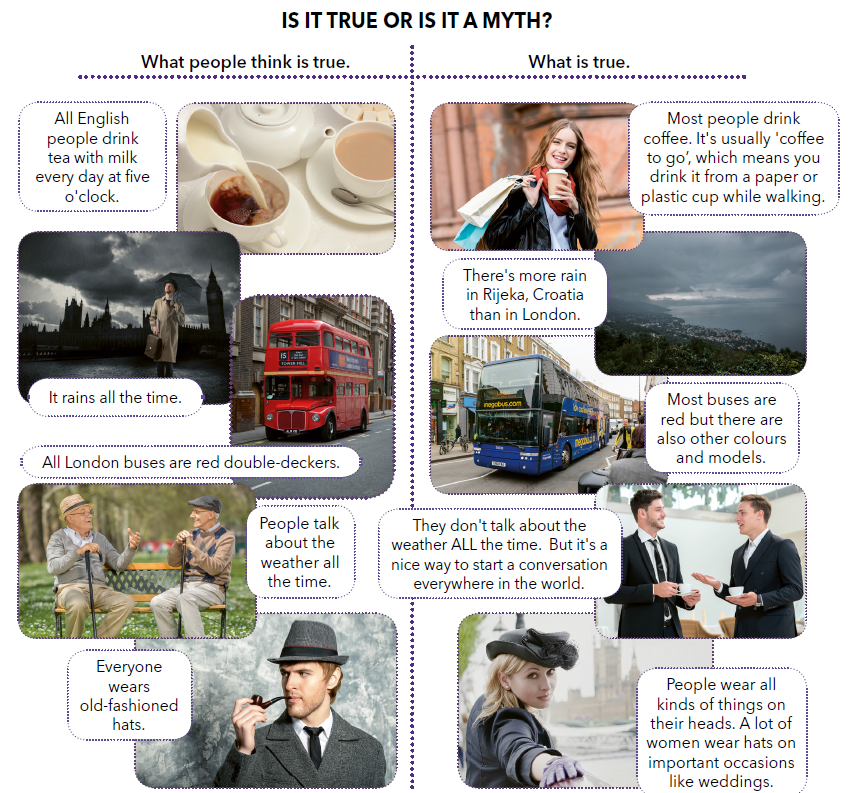 IS IT TRUE OR IS IT A MYTH?
What people think is true.
What is true.
All English
people drink
tea with milk
every day at five
o'clock.
Most people drink
coffee. It's usually 'coffee
to go', which means you
drink it from a paper or
plastic cup while walking.
It rains all the time.
There's more rain
in Rijeka, Croatia
than in London.
15
TOWER HILL
All London buses are red double-deckers.
megabus.com
megabus.com
Most buses are
red but there are
also other colours
and models.
People talk
about the
weather all
the time.
They don't talk about the
weather ALL the time. But it's a
nice way to start a conversation
everywhere in the world.
Everyone
wears
old-fashioned
hats.
People wear all
kinds of things on
their heads. A lot of
women wear hats on
important occasions
like weddings.